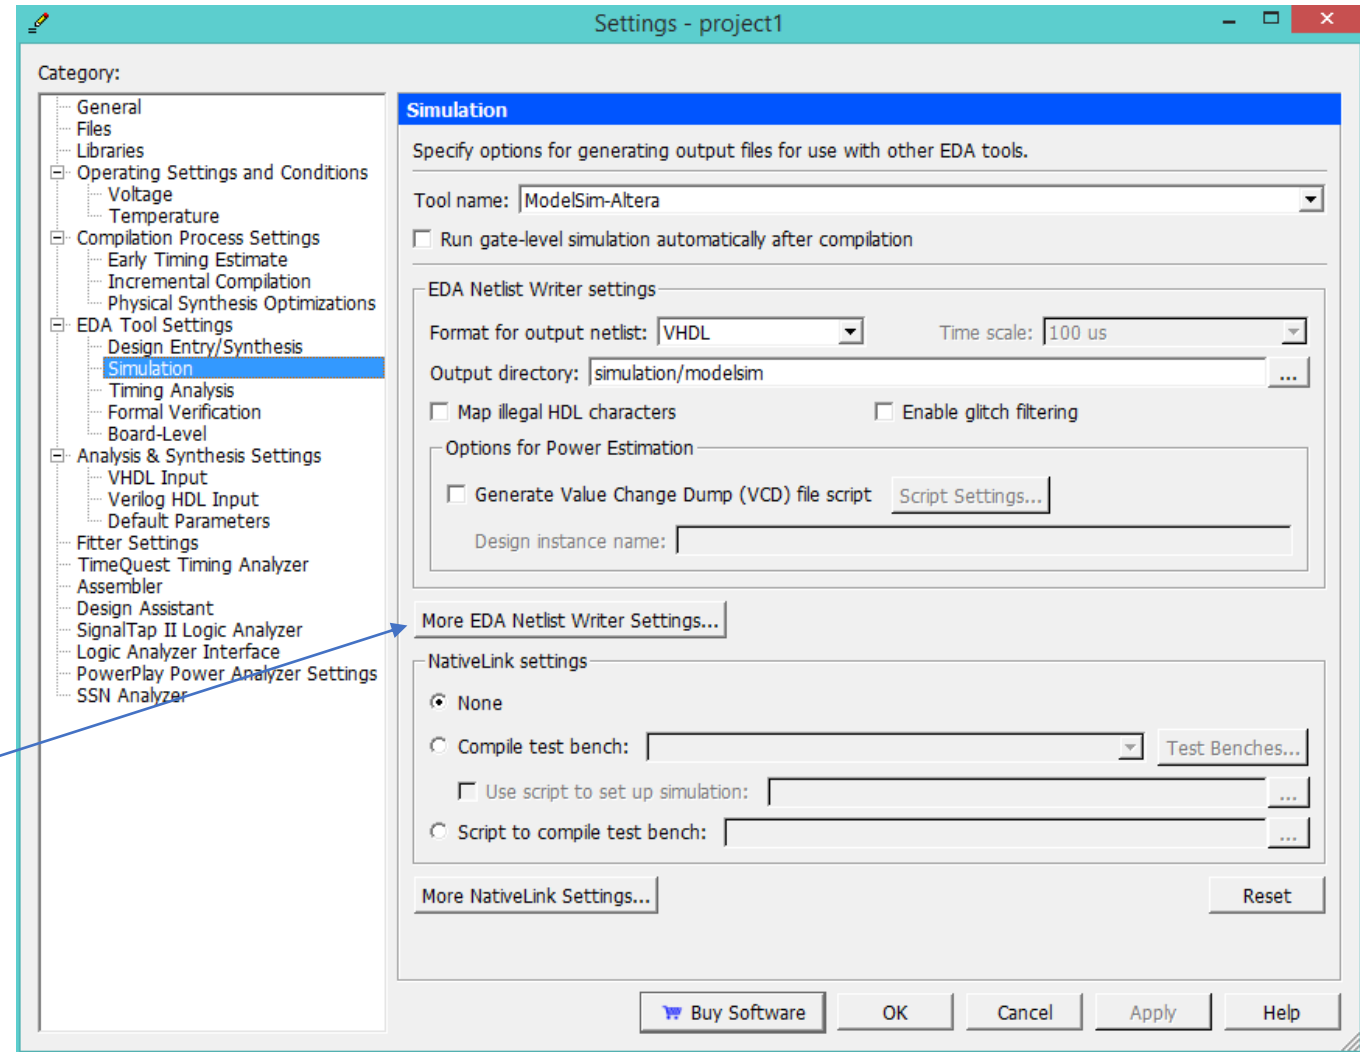 Settings - project1
Category:
General
Files
Libraries
Operating Settings and Conditions
Voltage
Temperature
Compilation Process Settings
Early Timing Estimate
Incremental Compilation
Physical Synthesis Optimizations
EDA Tool Settings
Design Entry/Synthesis
Simulation
Timing Analysis
Formal Verification
Board-Level
Analysis & Synthesis Settings
VHDL Input
Verilog HDL Input
Default Parameters
Fitter Settings
TimeQuest Timing Analyzer
Assembler
Design Assistant
SignalTap II Logic Analyzer
Logic Analyzer Interface
PowerPlay Power Analyzer Settings
SSN Analyzer
Simulation
Specify options for generating output files for use with other EDA tools.
Tool name: ModelSim-Altera
Run gate-level simulation automatically after compilation
EDA Netlist Writer settings
Format for output netlist: VHDL Time scale: 100 us
Output directory: simulation/modelsim ...
Map illegal HDL characters Enable glitch filtering
Options for Power Estimation
Generate Value Change Dump (VCD) file script Script Settings...
Design instance name:
More EDA Netlist Writer Settings...
NativeLink settings
None
Compile test bench: Test Benches...
Use script to set up simulation: ...
Script to compile test bench: ...
More NativeLink Settings... Reset
Buy Software OK Cancel Apply Help